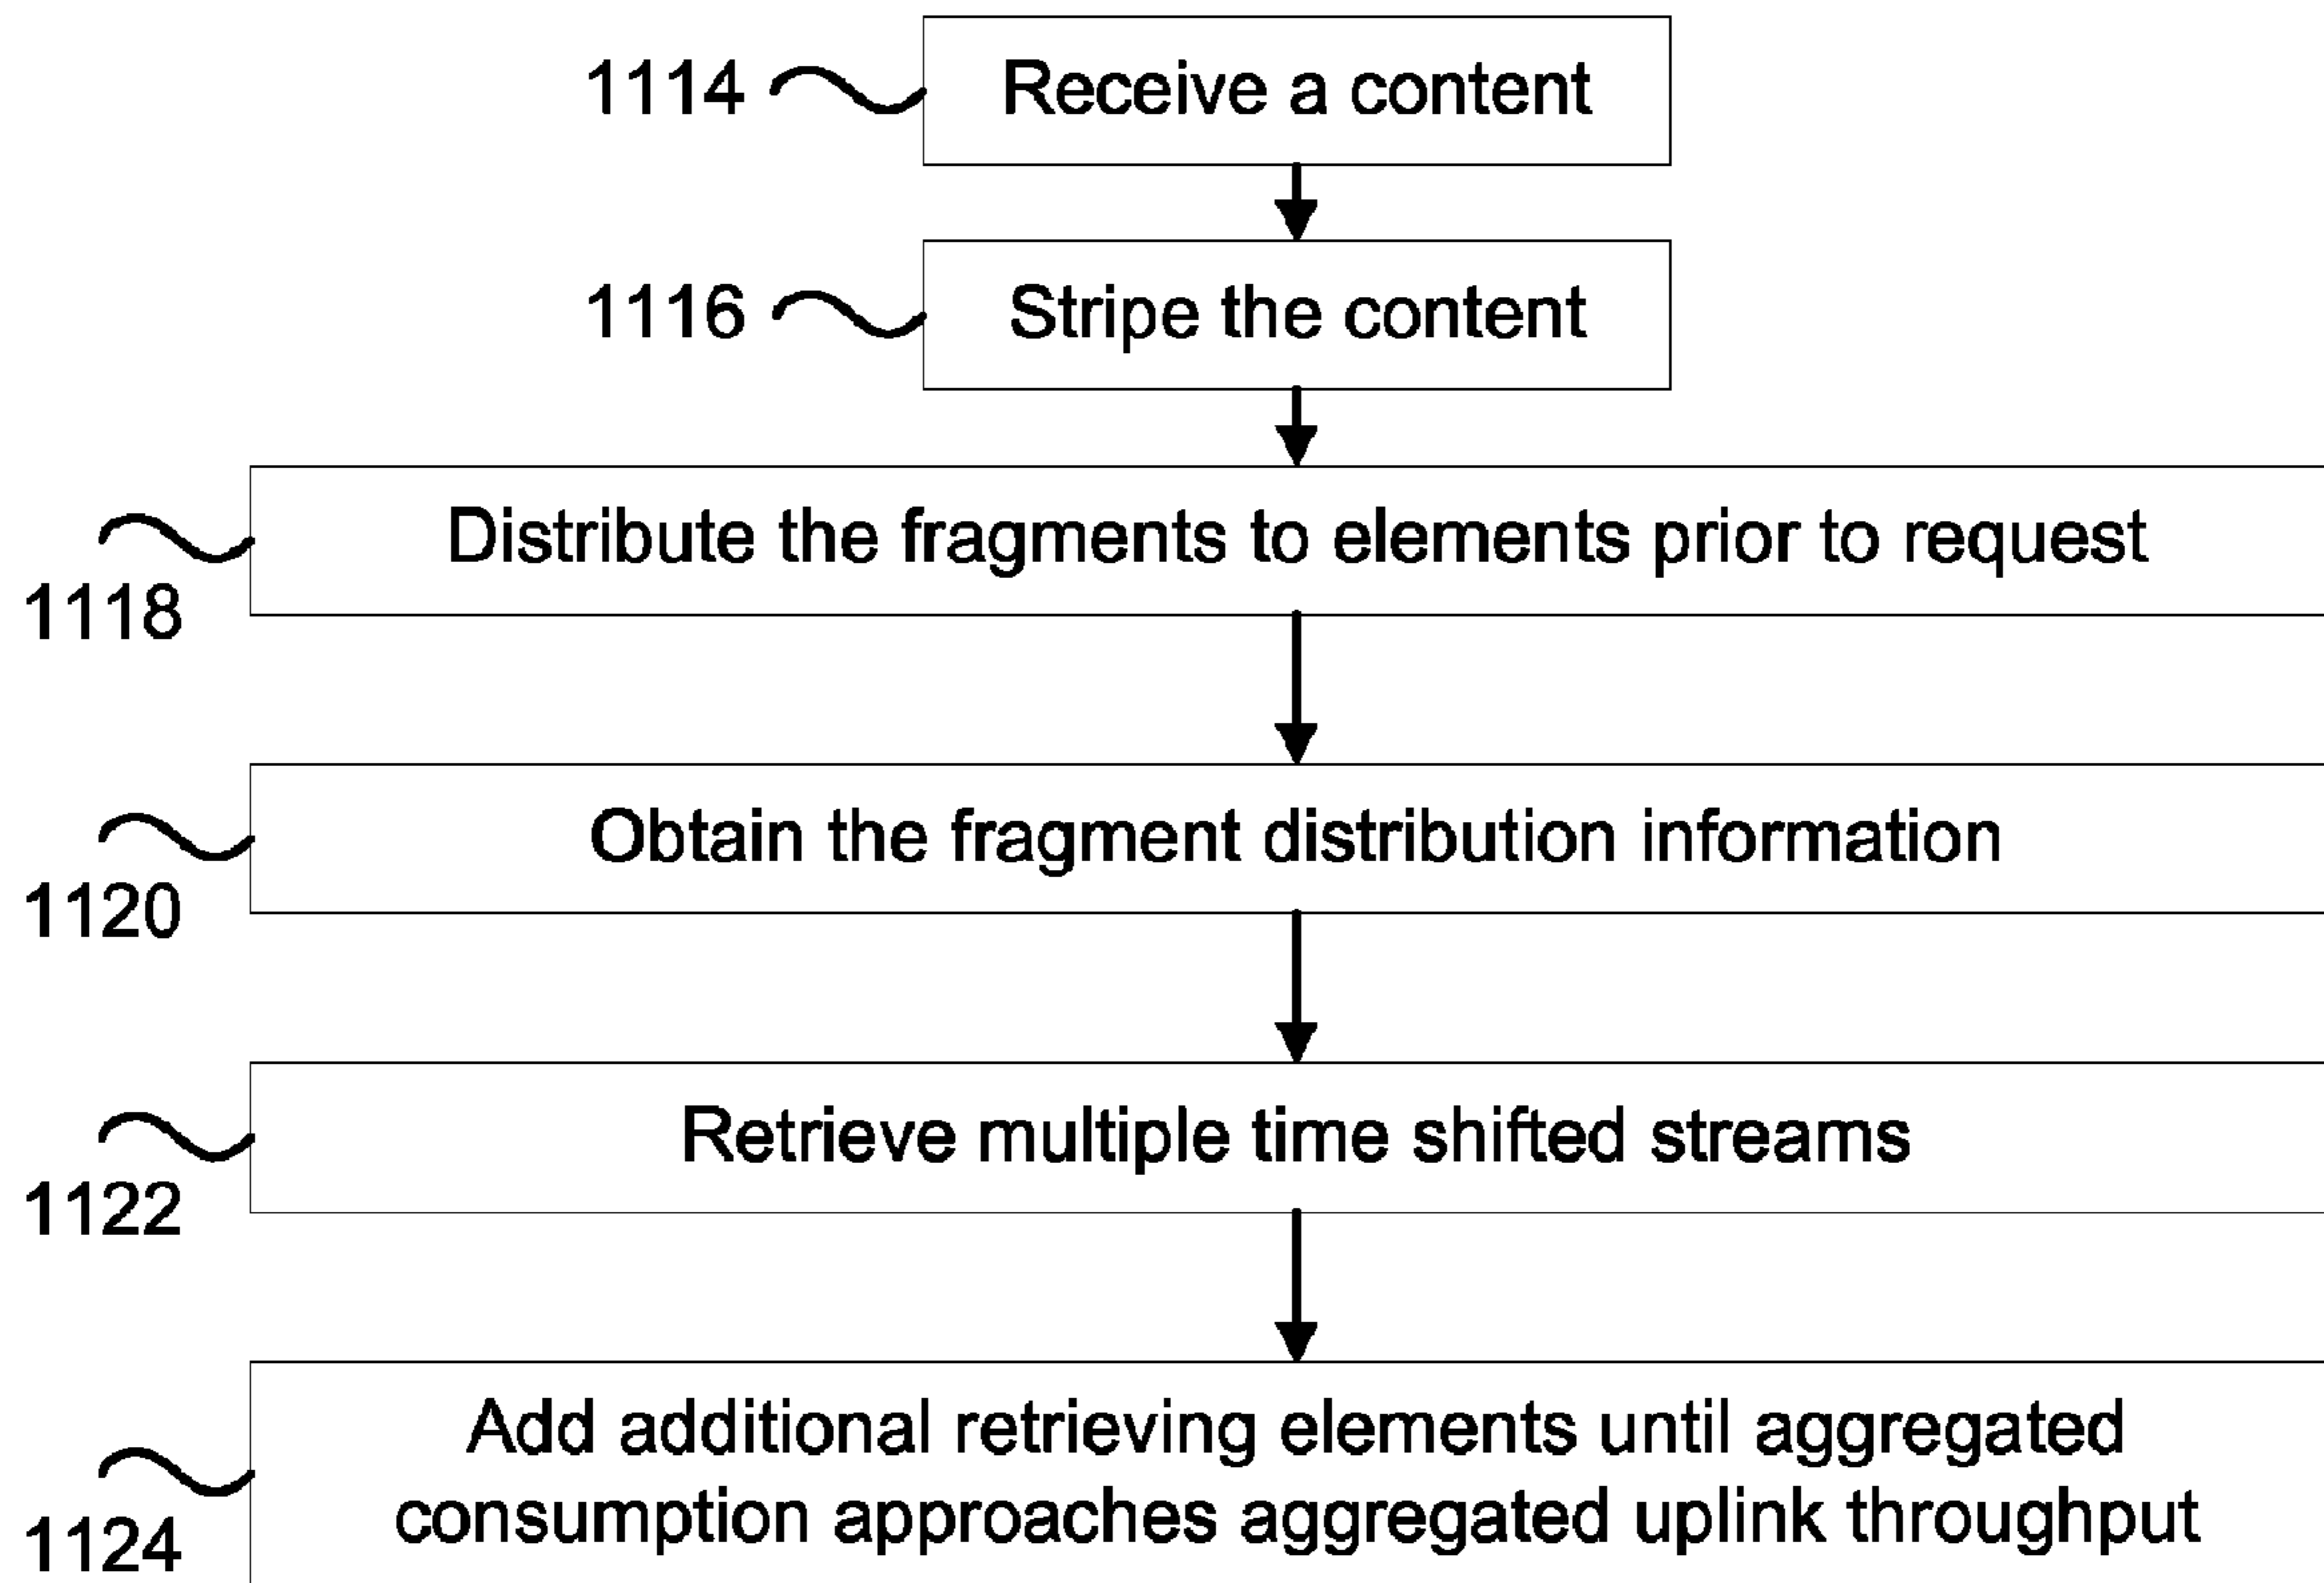 1114 Receive a content
1116 Stripe the content
Distribute the fragments to elements prior to request
1118
Obtain the fragment distribution information
1120
Retrieve multiple time shifted streams
1122
Add additional retrieving elements until aggregated
consumption approaches aggregated uplink throughput
1124